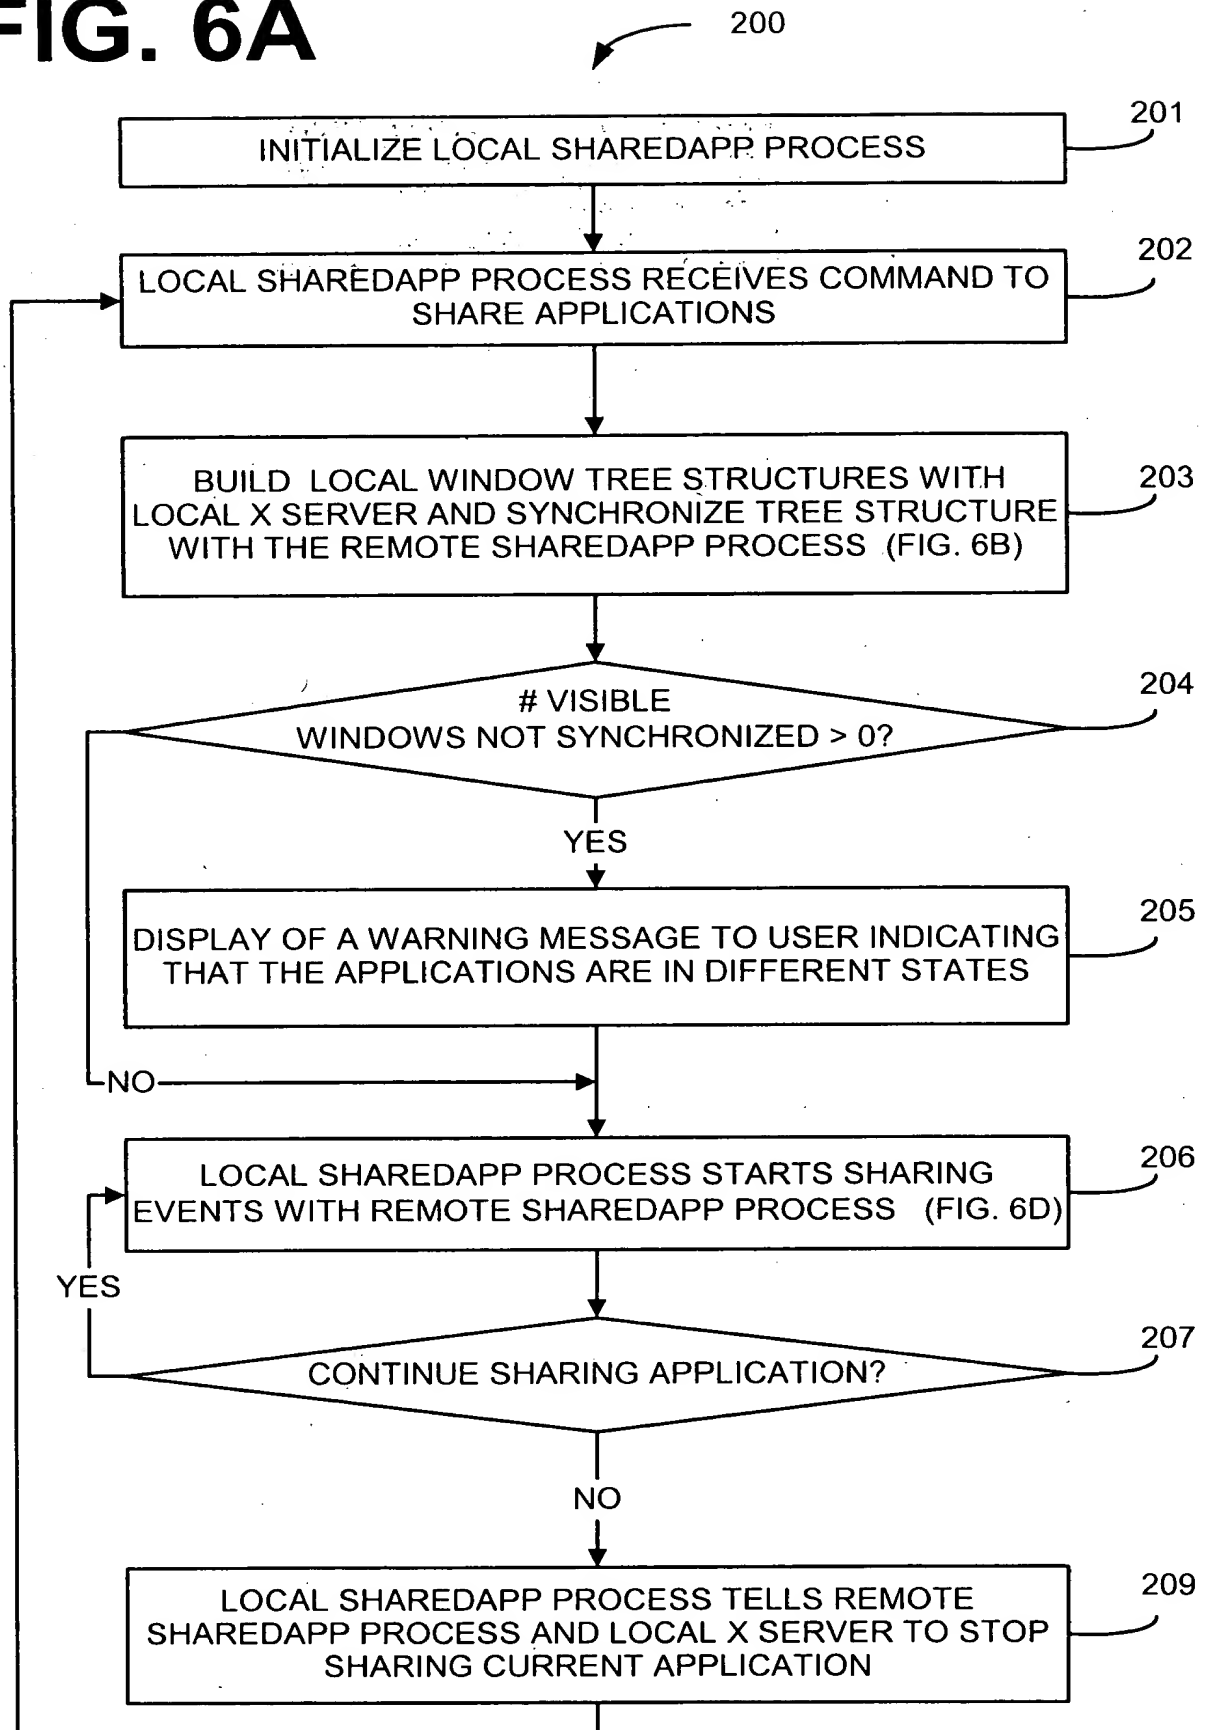 FIG. 6A
200
201
INITIALIZE LOCAL SHAREDAPP PROCESS
202
LOCAL SHAREDAPP PROCESS RECEIVES COMMAND TO
SHARE APPLICATIONS
203
BUILD LOCAL WINDOW TREE STRUCTURES WITH
LOCAL X SERVER AND SYNCHRONIZE TREE STRUCTURE
WITH THE REMOTE SHAREDAPP PROCESS (FIG. 6B)
204
# VISIBLE
WINDOWS NOT SYNCHRONIZED > 0?
YES
205
DISPLAY OF A WARNING MESSAGE TO USER INDICATING
THAT THE APPLICATIONS ARE IN DIFFERENT STATES
NO
206
LOCAL SHAREDAPP PROCESS STARTS SHARING
EVENTS WITH REMOTE SHAREDAPP PROCESS (FIG. 6D)
YES
207
CONTINUE SHARING APPLICATION?
NO
209
LOCAL SHAREDAPP PROCESS TELLS REMOTE
SHAREDAPP PROCESS AND LOCAL X SERVER TO STOP
SHARING CURRENT APPLICATION